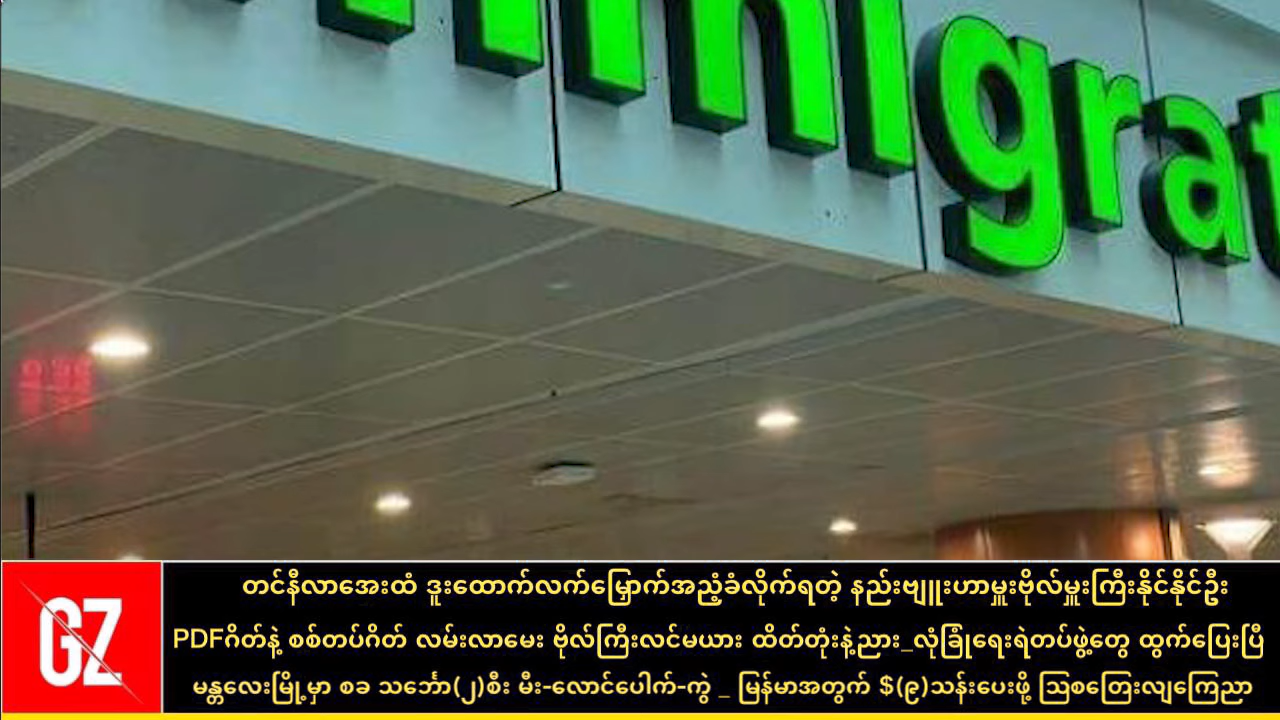 migrat
GZ
တင်နီလာအေးထံ ဒူးထောက်လက်မြှောက်အညံ့ခံလိုက်ရတဲ့ နည်းဗျူးဟာမှူးဗိုလ်မှူးကြီးနိုင်နိုင်ဦး
PDFဂိတ်နဲ့ စစ်တပ်ဂိတ် လမ်းလာမေး ဗိုလ်ကြီးလင်မယား ထိတ်တုံးနဲ့ညား_လုံခြုံရေးရဲတပ်ဖွဲ့တွေ ထွက်ပြေးပြီ
မန္တလေးမြို့မှာ စခ သင်္ဘော(၂)စီး မီး-လောင်ပေါက်-ကွဲ _ မြန်မာအတွက် $(၉)သန်းပေးဖို့ ဩစတြေးလျကြေညာ